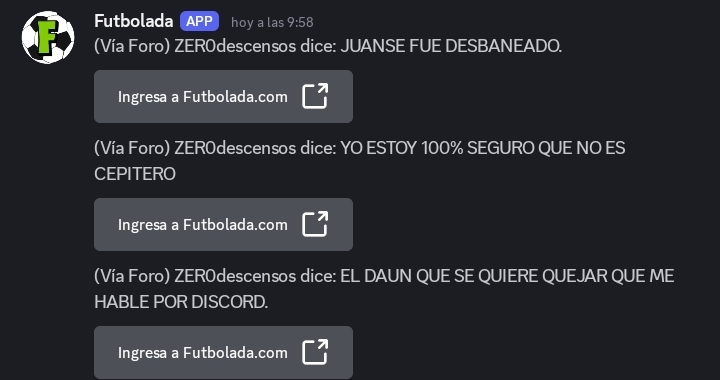 Futbolada APP hoy a las 9:58
(Vía Foro) ZER0descensos dice: JUANSE FUE DESBANEADO.
Ingresa a Futbolada.com
(Vía Foro) ZER0descensos dice: YO ESTOY 100% SEGURO QUE NO ES
CEPITERO
Ingresa a Futbolada.com
(Vía Foro) ZER0descensos dice: EL DAUN QUE SE QUIERE QUEJAR QUE ME
HABLE POR DISCORD.
Ingresa a Futbolada.com